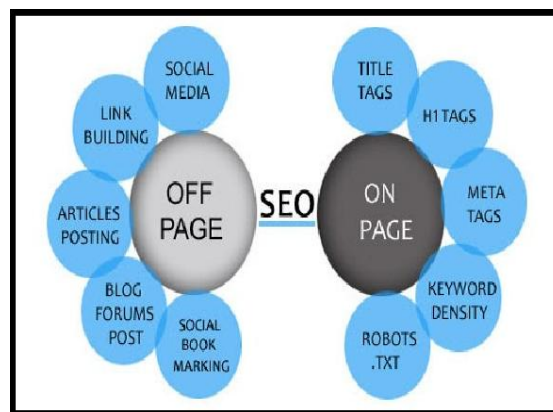 SOCIAL
MEDIA
LINK
BUILDING
ARTICLES
POSTING
BLOG
FORUMS
POST
SOCIAL
BOOK
MARKING
OFF
PAGE
SEO
ON
PAGE
TITLE
TAGS
H1 TAGS
META
TAGS
KEYWORD
DENSITY
ROBOTS
.TXT